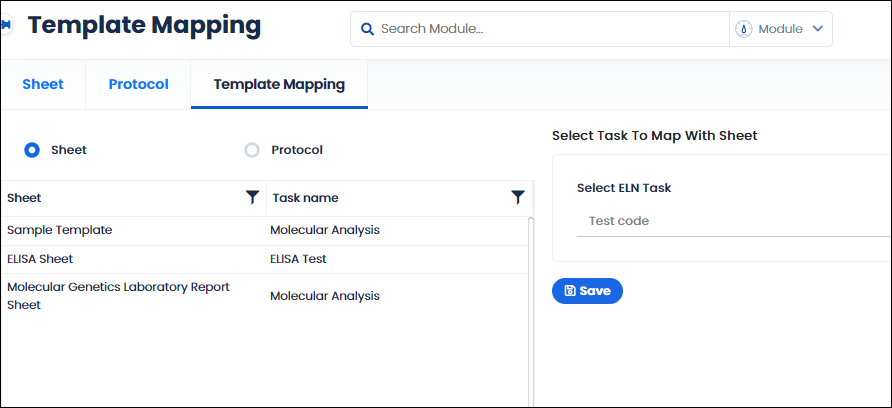 Template Mapping
Search Module...
Module
Sheet
Protocol
Template Mapping
Sheet
Protocol
Select Task To Map With Sheet
Sheet
Task name
Select ELN Task
Test code
Sample Template
Molecular Analysis
ELISA Sheet
ELISA Test
Molecular Genetics Laboratory Report
Sheet
Molecular Analysis
Save